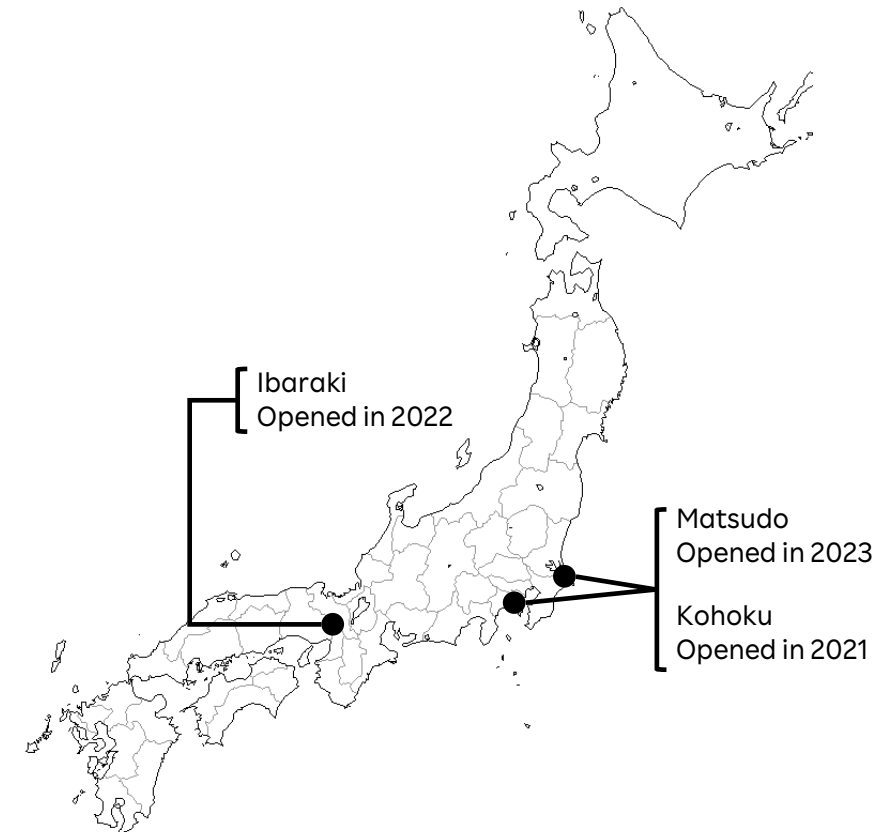 Ibaraki
Opened in 2022
Matsudo
Opened in 2023
Kohoku
Opened in 2021